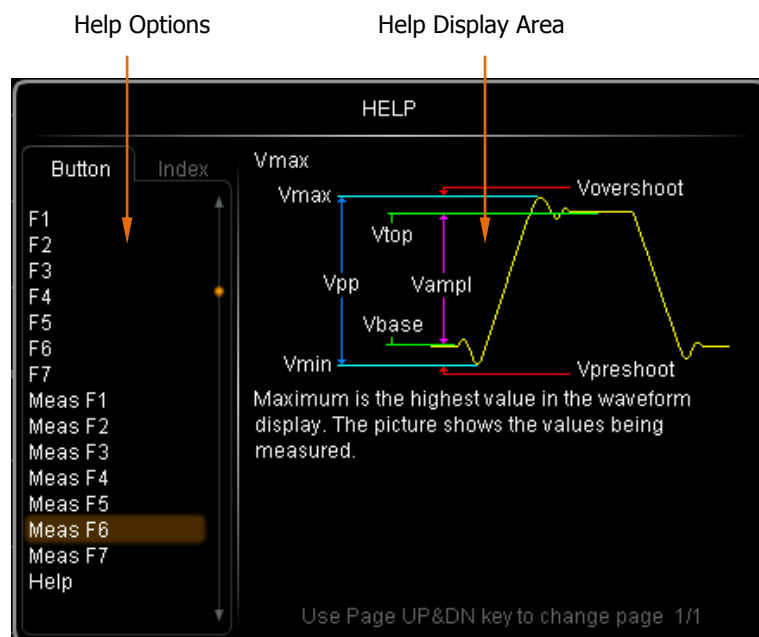 Help Options
Help Display Area
HELP
Button
Index
F1
F2
F3
F4
F5
F6
F7
Meas F1
Meas F2
Meas F3
Meas F4
Meas F5
Meas F6
Meas F7
Help
Vmax
Vmax
Vovershoot
Vtop
Vpp
Vampl
Vbase
Vmin
Vpreshoot
Maximum is the highest value in the waveform
display. The picture shows the values being
measured.
Use Page UP&DN key to change page 1/1